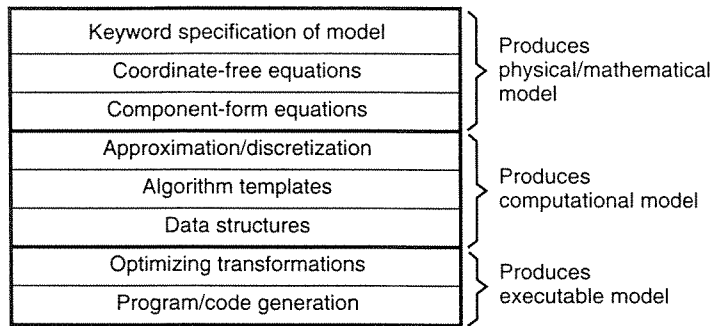 Keyword specification of model
Coordinate-free equations
Component-form equations
Produces
physical/mathematical
model
Approximation/discretization
Algorithm templates
Data structures
Produces
computational model
Optimizing transformations
Program/code generation
Produces
executable model